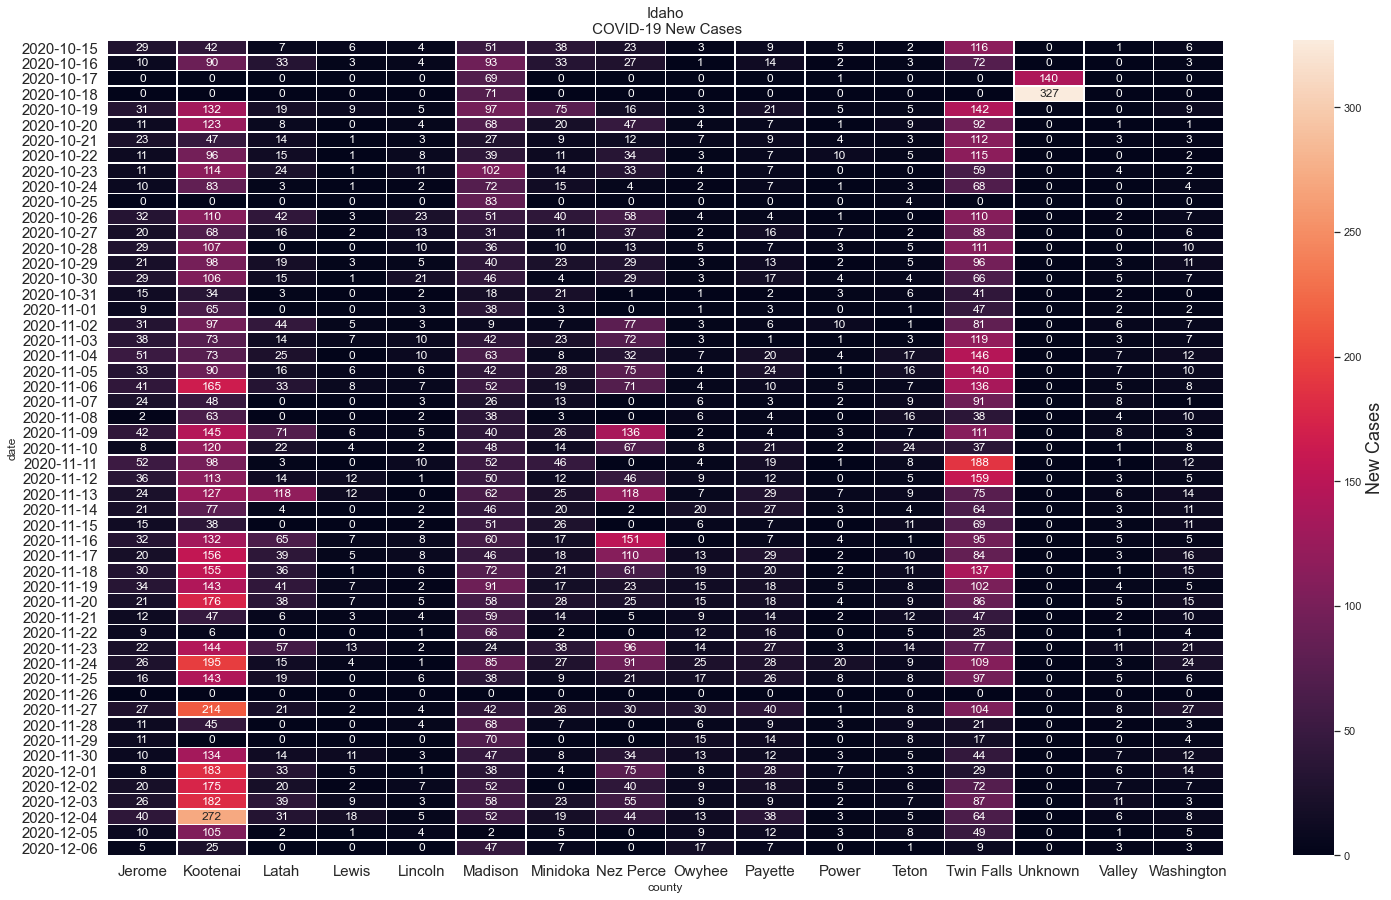 Idaho
COVID-19 New Cases
2020-10-15 29 42 7 6 4 51 38 23 3 9 5 2 116 0 1 6
2020-10-16 10 90 33 3 4 93 33 27 1 14 2 3 72 0 0 3
2020-10-17 0 0 0 0 0 69 0 0 0 0 1 0 0 140 0 0
2020-10-18 0 0 0 0 0 71 0 0 0 0 0 0 0 327 0 0
2020-10-19 31 132 19 9 5 97 75 16 3 21 5 5 142 0 0 9
2020-10-20 11 123 8 0 4 68 20 47 4 7 1 1 92 0 1 1
2020-10-21 23 47 14 1 3 27 9 12 7 9 4 3 112 0 3 3
2020-10-22 11 96 15 1 8 39 11 34 3 7 10 5 115 0 0 2
2020-10-23 11 114 24 1 11 102 14 33 4 7 0 0 59 0 4 2
2020-10-24 10 83 3 1 2 72 15 4 2 7 1 3 68 0 0 4
2020-10-25 0 0 0 0 0 83 0 0 0 0 0 4 0 0 0 0
2020-10-26 32 110 42 3 23 51 40 58 4 4 1 0 110 0 2 7
2020-10-27 20 68 16 2 13 31 11 37 2 16 7 2 88 0 0 6
2020-10-28 29 107 0 0 10 36 10 13 5 7 3 5 111 0 0 10
2020-10-29 21 98 19 3 5 40 23 29 3 13 2 5 96 0 3 11
2020-10-30 29 106 15 1 21 46 4 29 3 17 4 4 66 0 5 7
2020-10-31 15 34 3 0 2 18 21 1 1 2 3 6 41 0 2 0
2020-11-01 9 65 0 0 3 38 3 0 1 3 0 1 47 0 2 2
2020-11-02 31 97 44 5 3 9 7 77 3 6 10 1 81 0 6 7
2020-11-03 38 73 14 7 10 42 23 72 3 1 1 3 119 0 3 7
2020-11-04 51 73 25 0 10 63 8 32 7 20 4 17 146 0 7 12
2020-11-05 33 90 16 6 6 42 28 75 4 24 1 16 140 0 7 10
2020-11-06 41 165 33 8 7 52 19 71 4 10 5 7 136 0 5 8
2020-11-07 24 48 0 0 3 26 13 0 6 3 2 9 91 0 8 1
2020-11-08 2 63 0 0 2 38 3 0 6 4 0 16 38 0 4 10
2020-11-09 42 145 71 6 5 40 26 136 2 4 3 7 111 0 8 3
2020-11-10 8 120 22 4 2 48 14 67 8 21 2 24 37 0 1 8
2020-11-11 52 98 3 0 10 52 46 0 4 19 1 8 188 0 1 12
2020-11-12 36 113 14 12 1 50 12 46 9 12 0 5 159 0 3 5
2020-11-13 24 127 118 12 0 62 25 118 7 29 7 9 75 0 6 14
2020-11-14 21 77 4 0 2 46 20 2 20 27 3 4 64 0 3 11
2020-11-15 15 38 0 0 2 51 26 0 6 7 0 11 69 0 3 11
2020-11-16 32 132 65 7 8 60 17 151 0 7 4 1 95 0 5 5
2020-11-17 20 156 39 5 8 46 18 110 13 29 2 10 84 0 3 16
2020-11-18 30 155 36 1 6 72 21 61 19 20 2 11 137 0 1 15
2020-11-19 34 143 41 7 2 91 17 23 15 18 5 8 102 0 4 5
2020-11-20 21 176 38 7 5 58 28 25 15 18 4 9 86 0 5 15
2020-11-21 12 47 6 3 4 59 14 5 9 14 2 12 47 0 2 10
2020-11-22 9 6 0 0 1 66 2 0 12 16 0 5 25 0 1 4
2020-11-23 22 144 57 13 2 24 38 96 14 27 3 14 77 0 11 21
2020-11-24 26 195 15 4 1 85 27 91 25 28 20 9 109 0 3 24
2020-11-25 16 143 19 0 6 38 9 21 17 26 8 8 97 0 5 6
2020-11-26 0 0 0 0 0 0 0 0 0 0 0 0 0 0 0 0
2020-11-27 27 214 21 2 4 42 26 30 30 40 1 8 104 0 8 27
2020-11-28 11 45 0 0 4 68 7 0 6 9 3 9 21 0 2 3
2020-11-29 11 0 0 0 0 70 0 0 15 14 0 8 17 0 0 4
2020-11-30 10 134 14 11 3 47 8 34 13 12 3 5 44 0 7 12
2020-12-01 8 183 33 5 1 38 4 75 8 28 7 3 29 0 6 14
2020-12-02 20 175 20 2 7 52 0 40 9 18 5 6 72 0 7 7
2020-12-03 26 182 39 9 3 58 23 55 9 9 2 7 87 0 11 3
2020-12-04 40 272 31 18 5 52 19 44 13 38 3 5 64 0 6 8
2020-12-05 10 105 2 1 4 2 5 0 9 12 3 8 49 0 1 5
2020-12-06 5 25 0 0 0 47 7 0 17 7 0 1 9 0 3 3
Jerome Kootenai Latah Lewis Lincoln Madison Minidoka Nez Perce Owyhee Payette Power Teton Twin Falls Unknown Valley Washington
county
date
300
250
200
150
100
50
0
New Cases